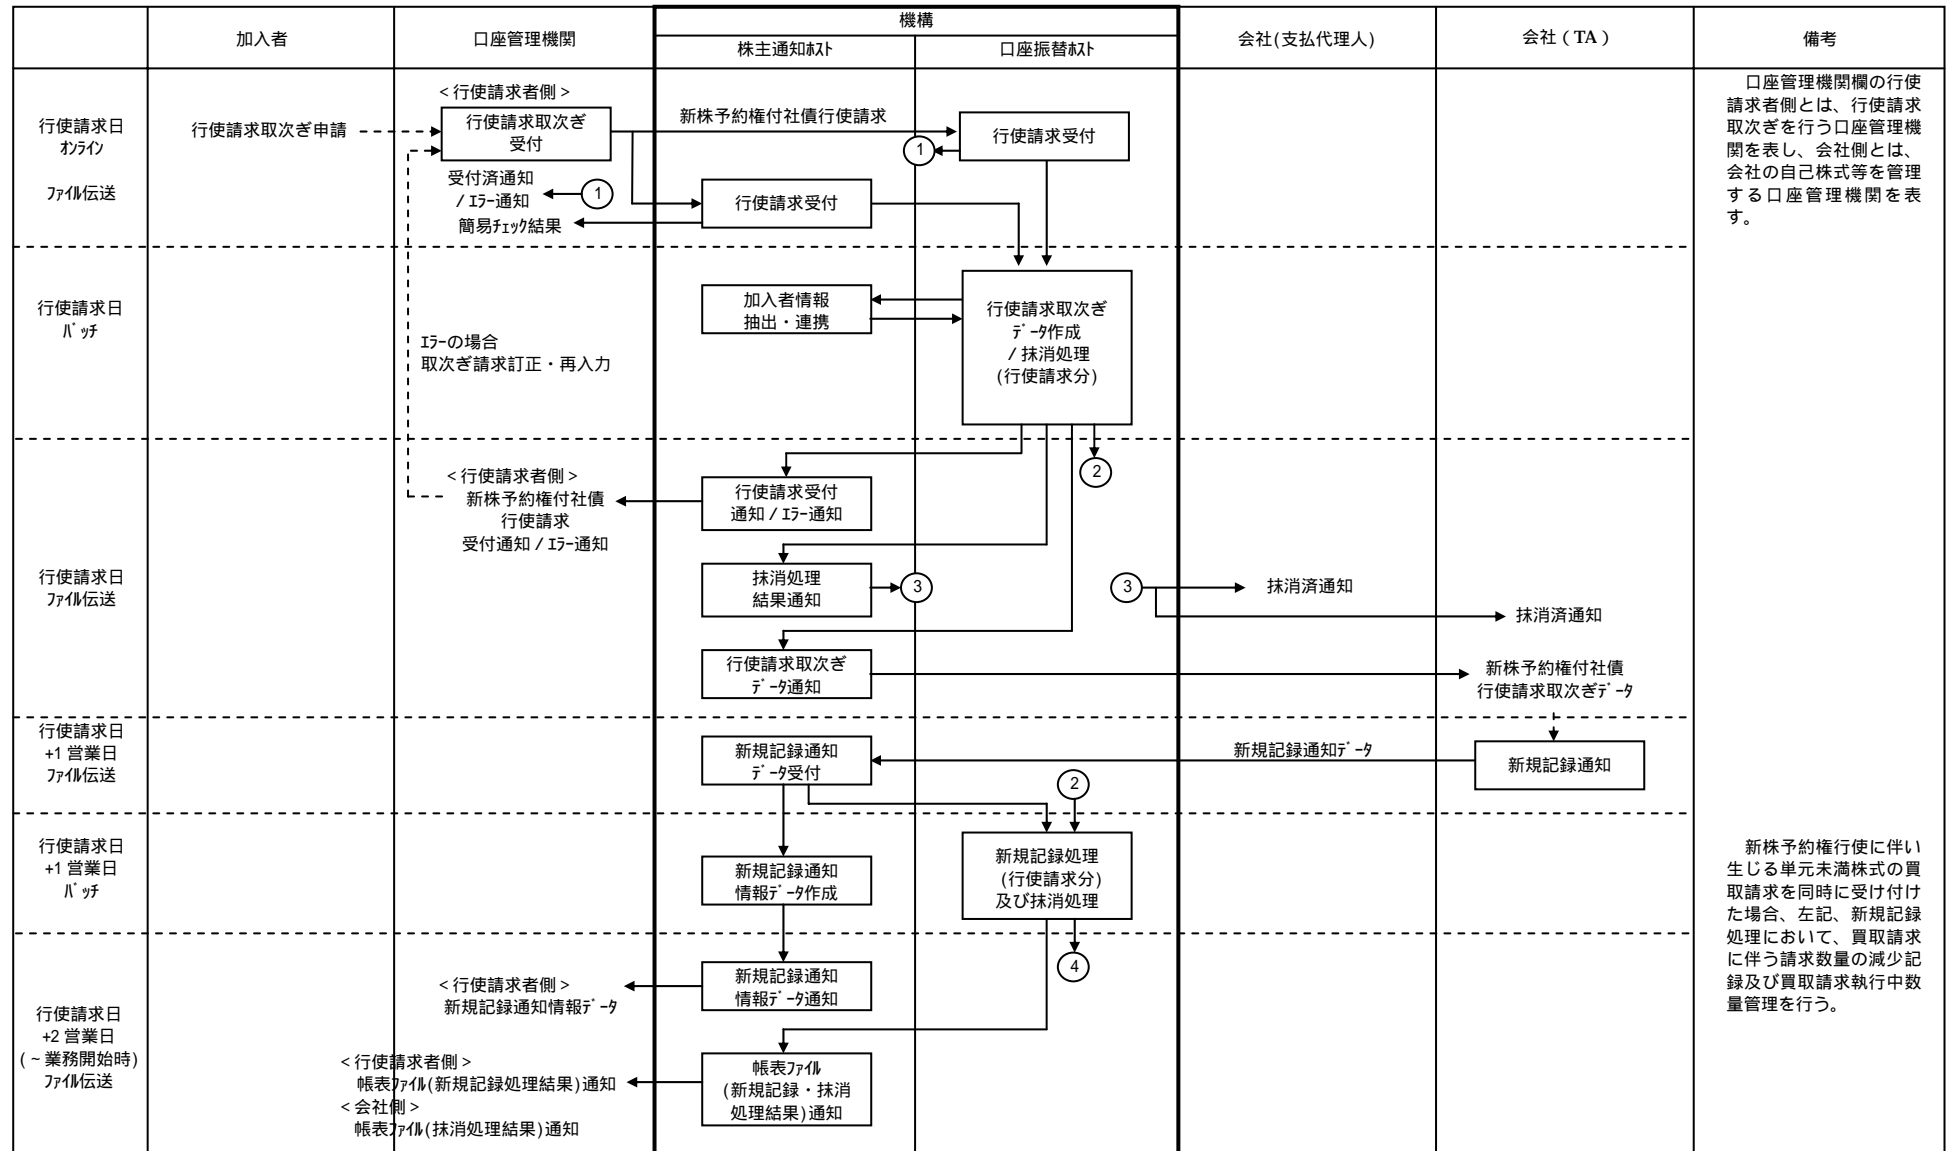 加入者
口座管理機関
機構
株主通知ﾎｽﾄ
口座振替ﾎｽﾄ
会社(支払代理人)
会社（TA）
備考
行使請求日
ｵﾝﾗｲﾝ
ﾌｧｲﾙ伝送
行使請求取次ぎ申請
<行使請求者側>
行使請求取次ぎ
受付
受付済通知
/ ｴﾗｰ通知
①
簡易ﾁｪｯｸ結果
新株予約権付社債行使請求
行使請求受付
①
行使請求受付
口座管理機関欄の行使
請求者側とは、行使請求
取次ぎを行う口座管理機
関を表し、会社側とは、
会社の自己株式等を管理
する口座管理機関を表
す。
行使請求日
ﾊﾞｯﾁ
ｴﾗｰの場合
取次ぎ請求訂正・再入力
加入者情報
抽出・連携
行使請求取次ぎ
ﾃﾞｰﾀ作成
/ 抹消処理
(行使請求分)
②
行使請求日
ﾌｧｲﾙ伝送
<行使請求者側>
新株予約権付社債
行使請求
受付通知 / ｴﾗｰ通知
行使請求受付
通知 / ｴﾗｰ通知
抹消処理
結果通知
③
③
抹消済通知
抹消済通知
行使請求取次ぎ
ﾃﾞｰﾀ通知
新株予約権付社債
行使請求取次ぎﾃﾞｰﾀ
行使請求日
+1 営業日
ﾌｧｲﾙ伝送
新規記録通知
ﾃﾞｰﾀ受付
②
新規記録通知ﾃﾞｰﾀ
新規記録通知
行使請求日
+1 営業日
ﾊﾞｯﾁ
新規記録通知
情報ﾃﾞｰﾀ作成
新規記録処理
(行使請求分)
及び抹消処理
④
新株予約権行使に伴い
生じる単元未満株式の買
取請求を同時に受け付け
た場合、左記、新規記録
処理において、買取請求
に伴う請求数量の減少記
録及び買取請求執行中数
量管理を行う。
行使請求日
+2 営業日
(～業務開始時)
ﾌｧｲﾙ伝送
<行使請求者側>
新規記録通知情報ﾃﾞｰﾀ
新規記録通知
情報ﾃﾞｰﾀ通知
<行使請求者側>
帳表ﾌｧｲﾙ(新規記録処理結果)通知
<会社側>
帳表ﾌｧｲﾙ(抹消処理結果)通知
帳表ﾌｧｲﾙ
(新規記録・抹消
処理結果)通知